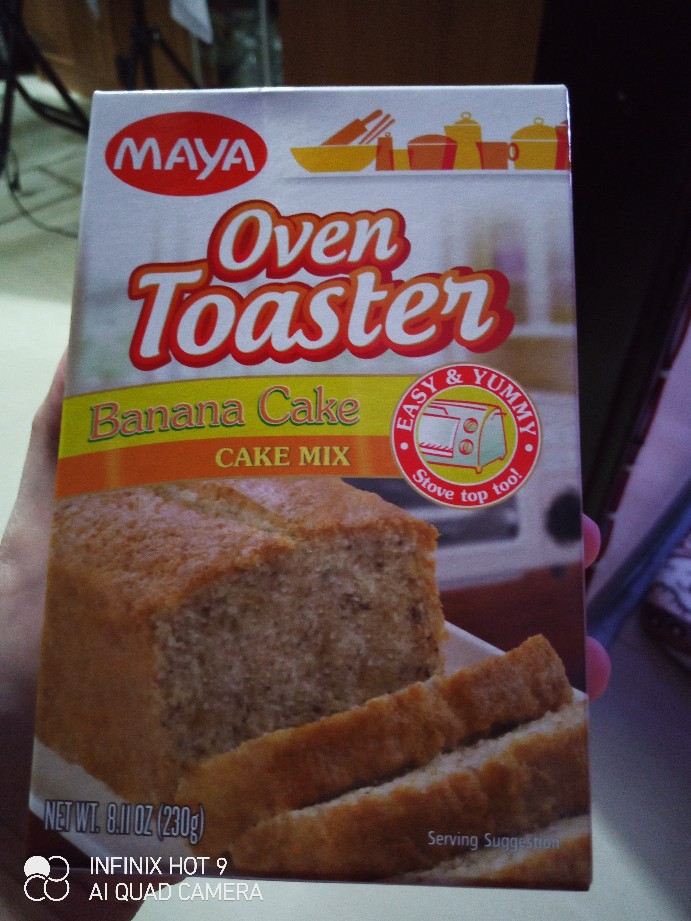 MAYA
Oven
Toaster
Banana Cake
CAKE MIX
EASY & YUMMY
Stove top too!
NET WT. 8.11 OZ (230g)
Serving Suggestion
INFINIX HOT 9
AI QUAD CAMERA